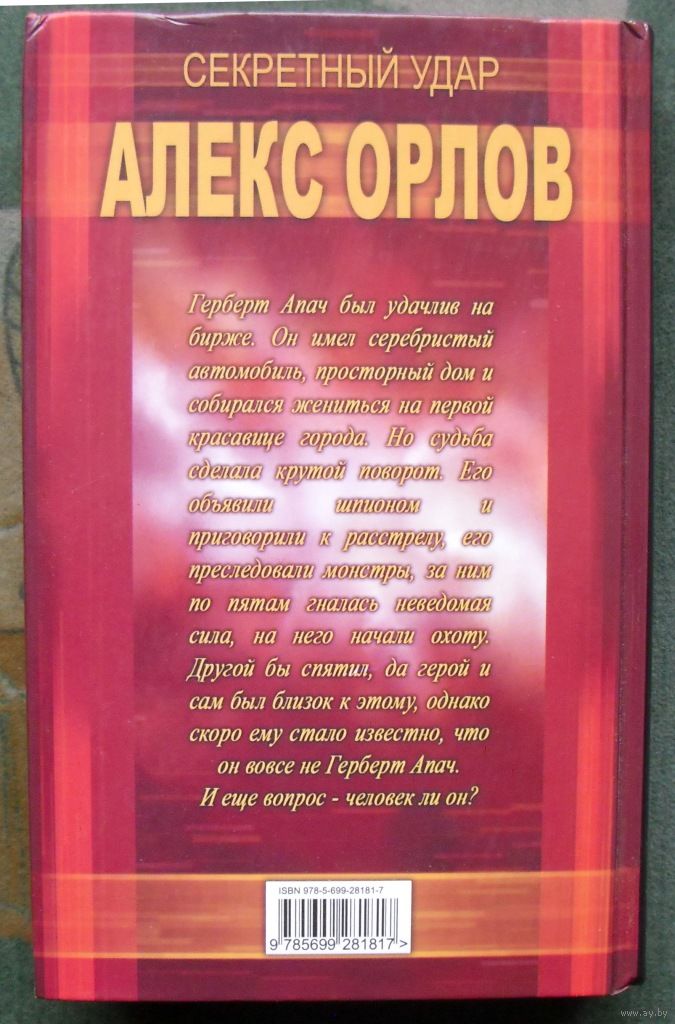 СЕКРЕТНЫЙ УДАР
АЛЕКС ОРЛОВ
Герберт Апач был удачлив на
бирже. Он имел серебристый
автомобиль, просторный дом и
собирался жениться на первой
красавице города. Но судьба
сделала крутой поворот. Его
объявили шпионом и
приговорили к расстрелу, его
преследовали монстры, за ним
по пятам гналась неведомая
сила, на него начали охоту.
Другой бы спятил, да герой и
сам был близок к этому, однако
скоро ему стало известно, что
он вовсе не Герберт Апач.
И еще вопрос - человек ли он?
ISBN 978-5-699-28181-7
9 785699 281817 >
www.ay.by